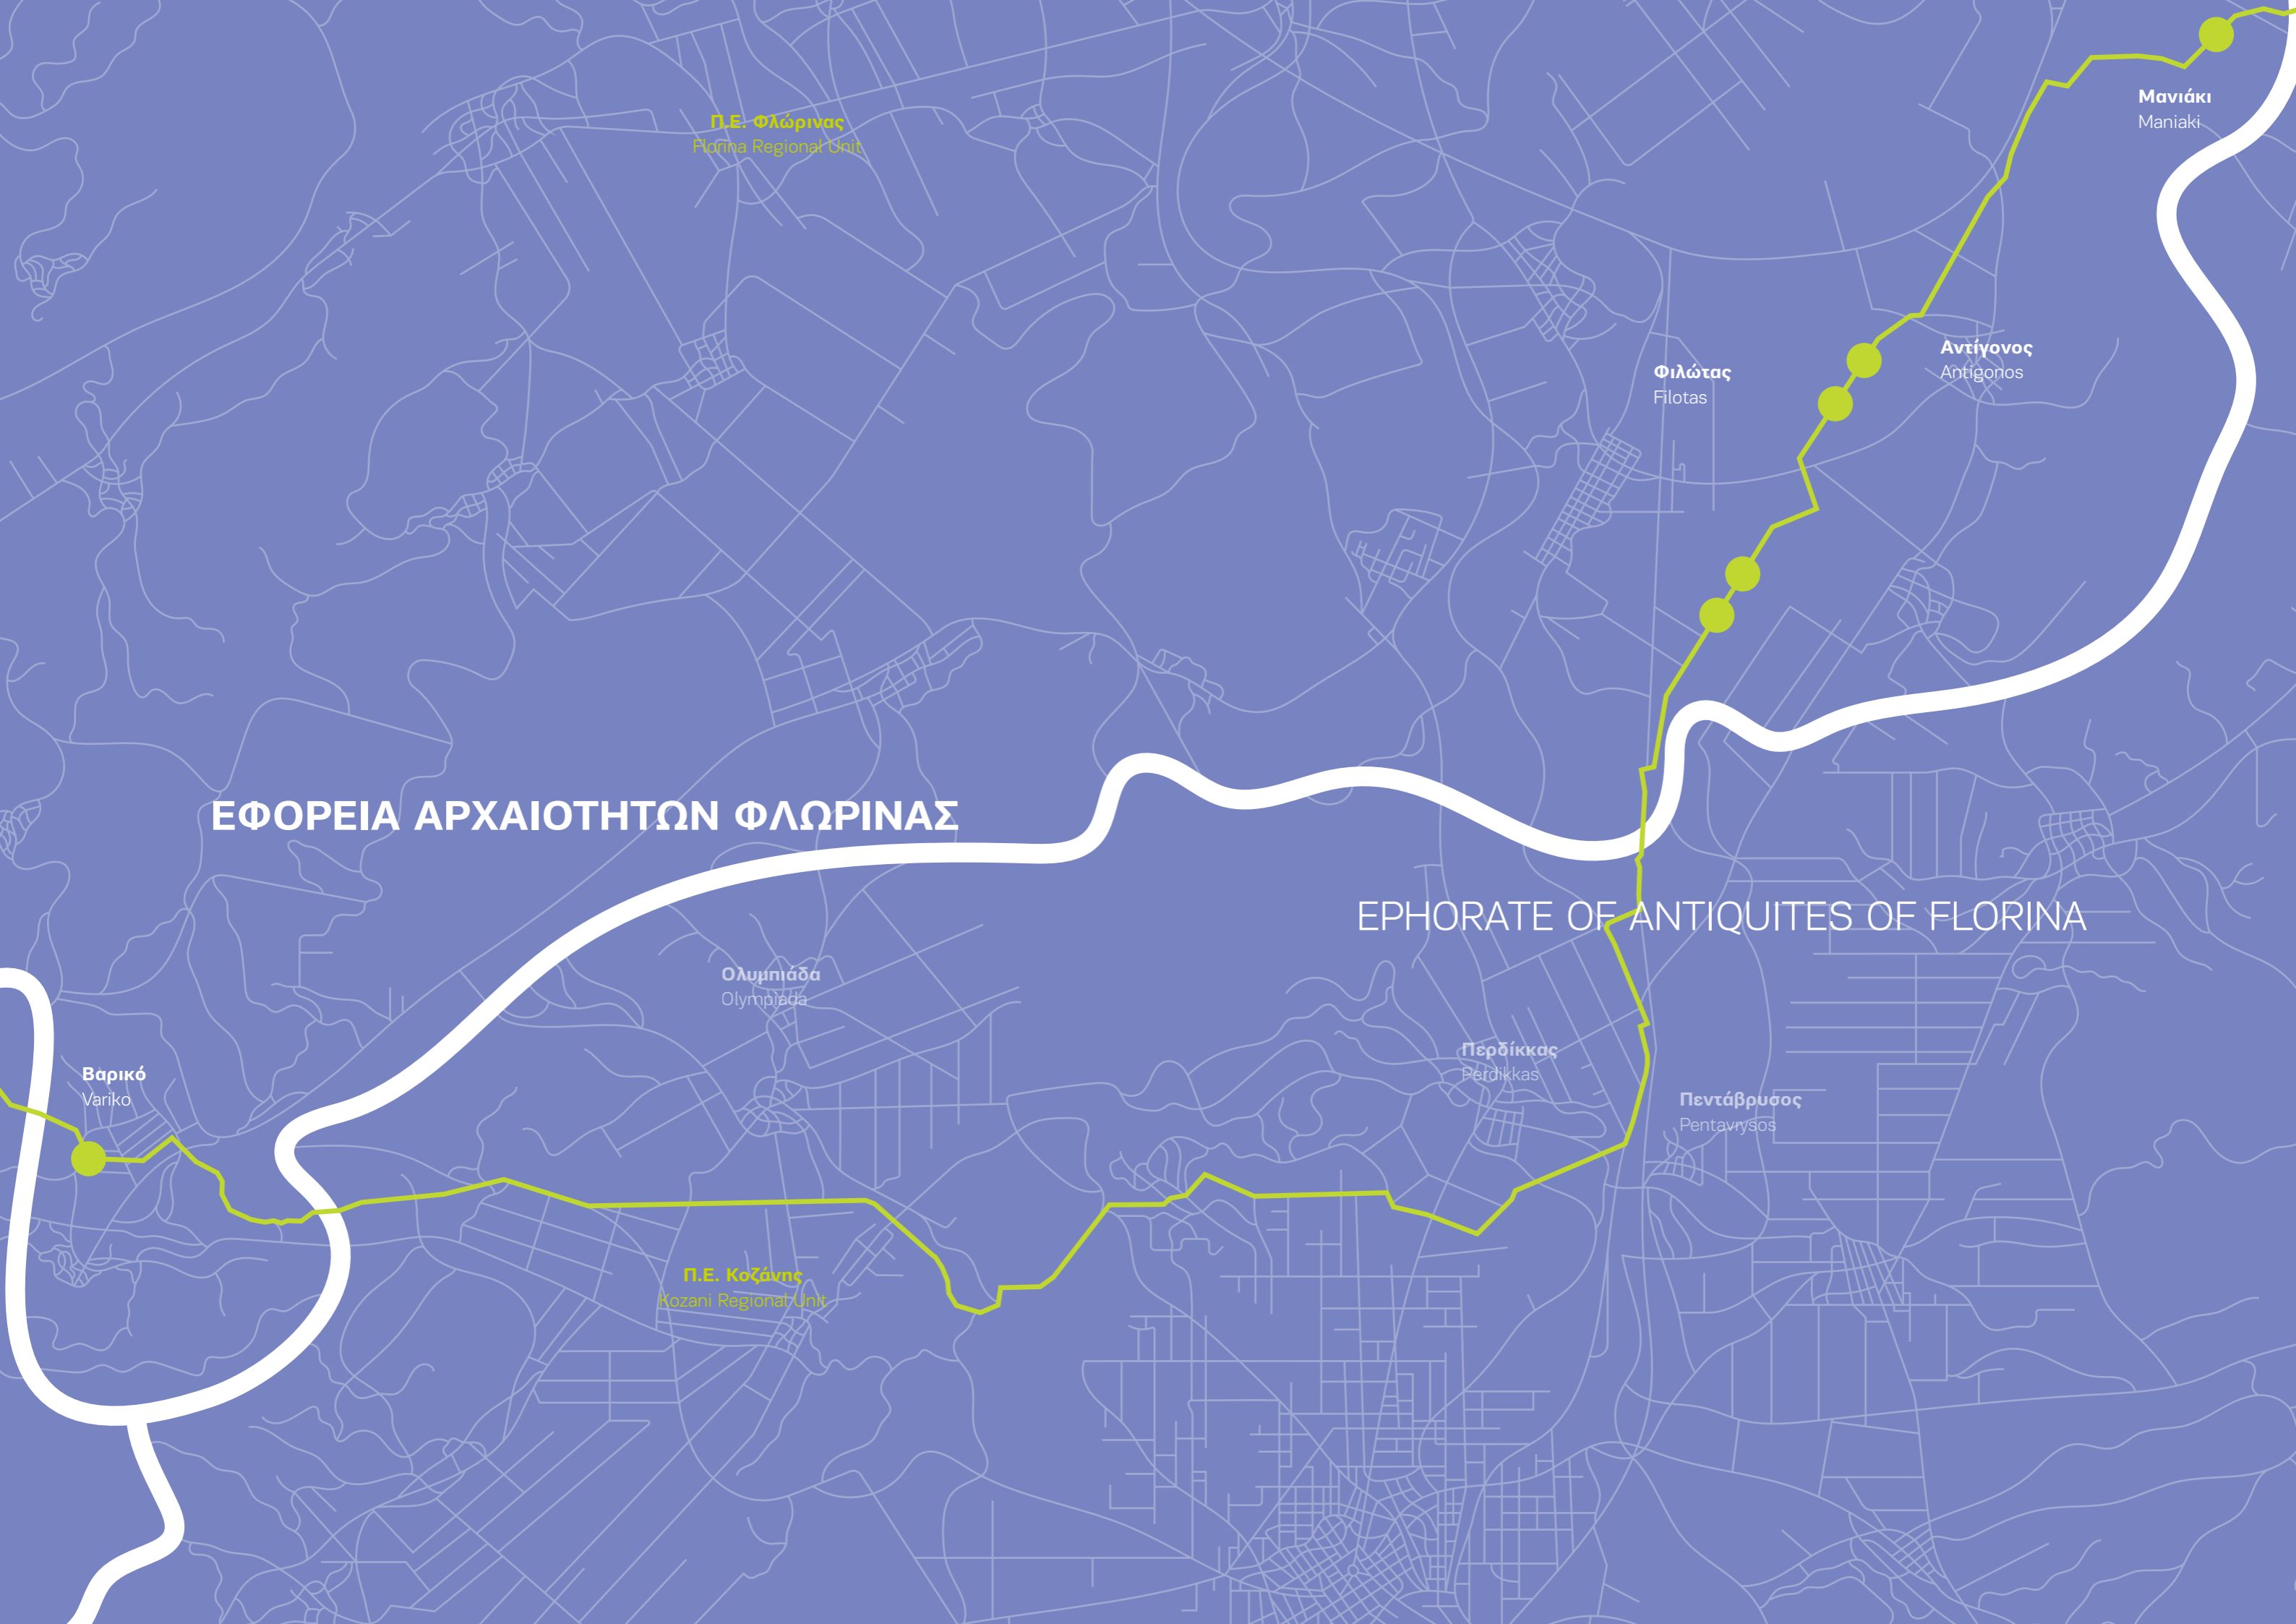 Μανιάκι
Maniaki
Π.Ε. Φλώρινας
Florina Regional Unit
Αντίγονος
Antigonos
Φιλώτας
Filotas
ΕΦΟΡΕΙΑ ΑΡΧΑΙΟΤΗΤΩΝ ΦΛΩΡΙΝΑΣ
EPHORATE OF ANTIQUITES OF FLORINA
Ολυμπιάδα
Olympiada
Περδίκκας
Perdikkas
Βαρικό
Variko
Πεντάβρυσος
Pentavrysos
Π.Ε. Κοζάνης
Kozani Regional Unit